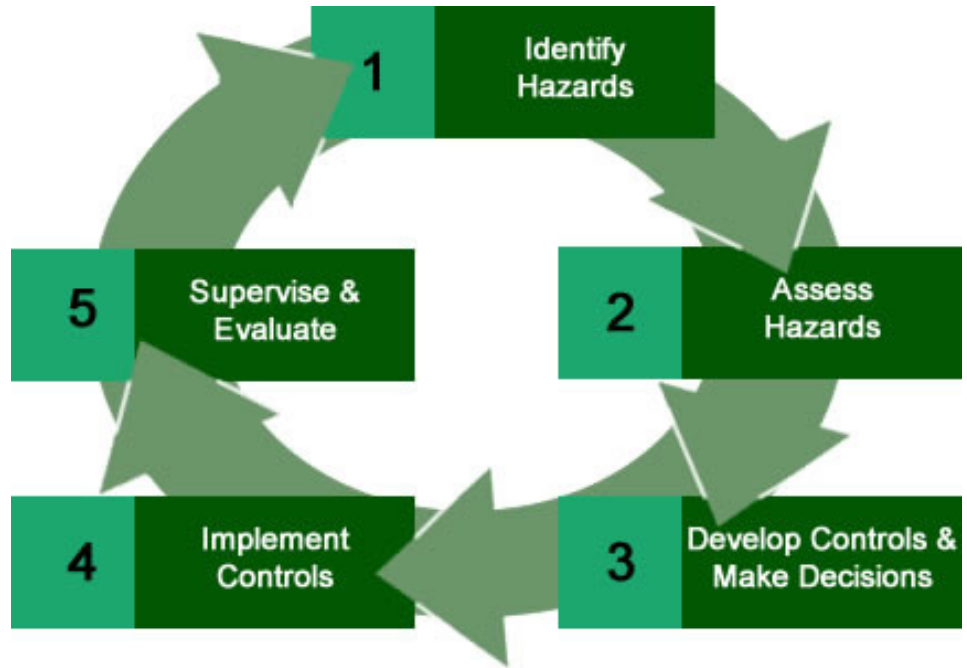 1
Identify
Hazards
2
Assess
Hazards
3
Develop Controls &
Make Decisions
4
Implement
Controls
5
Supervise &
Evaluate